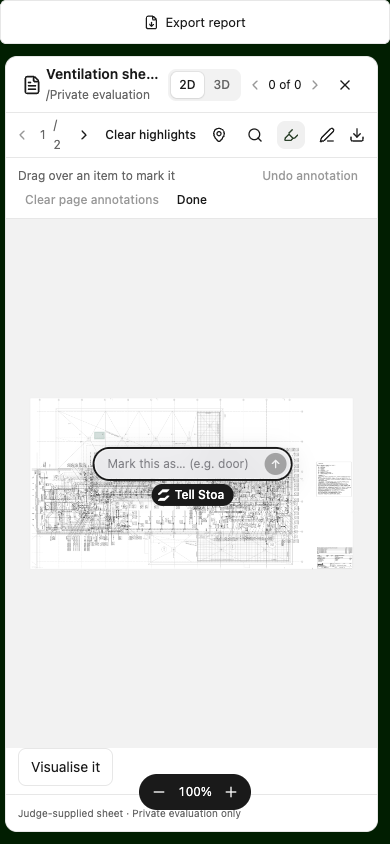 Export report
Ventilation she...
/Private evaluation
2D 3D
0 of 0
1 / 2
Clear highlights
Drag over an item to mark it
Undo annotation
Clear page annotations
Done
Mark this as... (e.g. door)
Tell Stoa
Visualise it
100%
Judge-supplied sheet · Private evaluation only